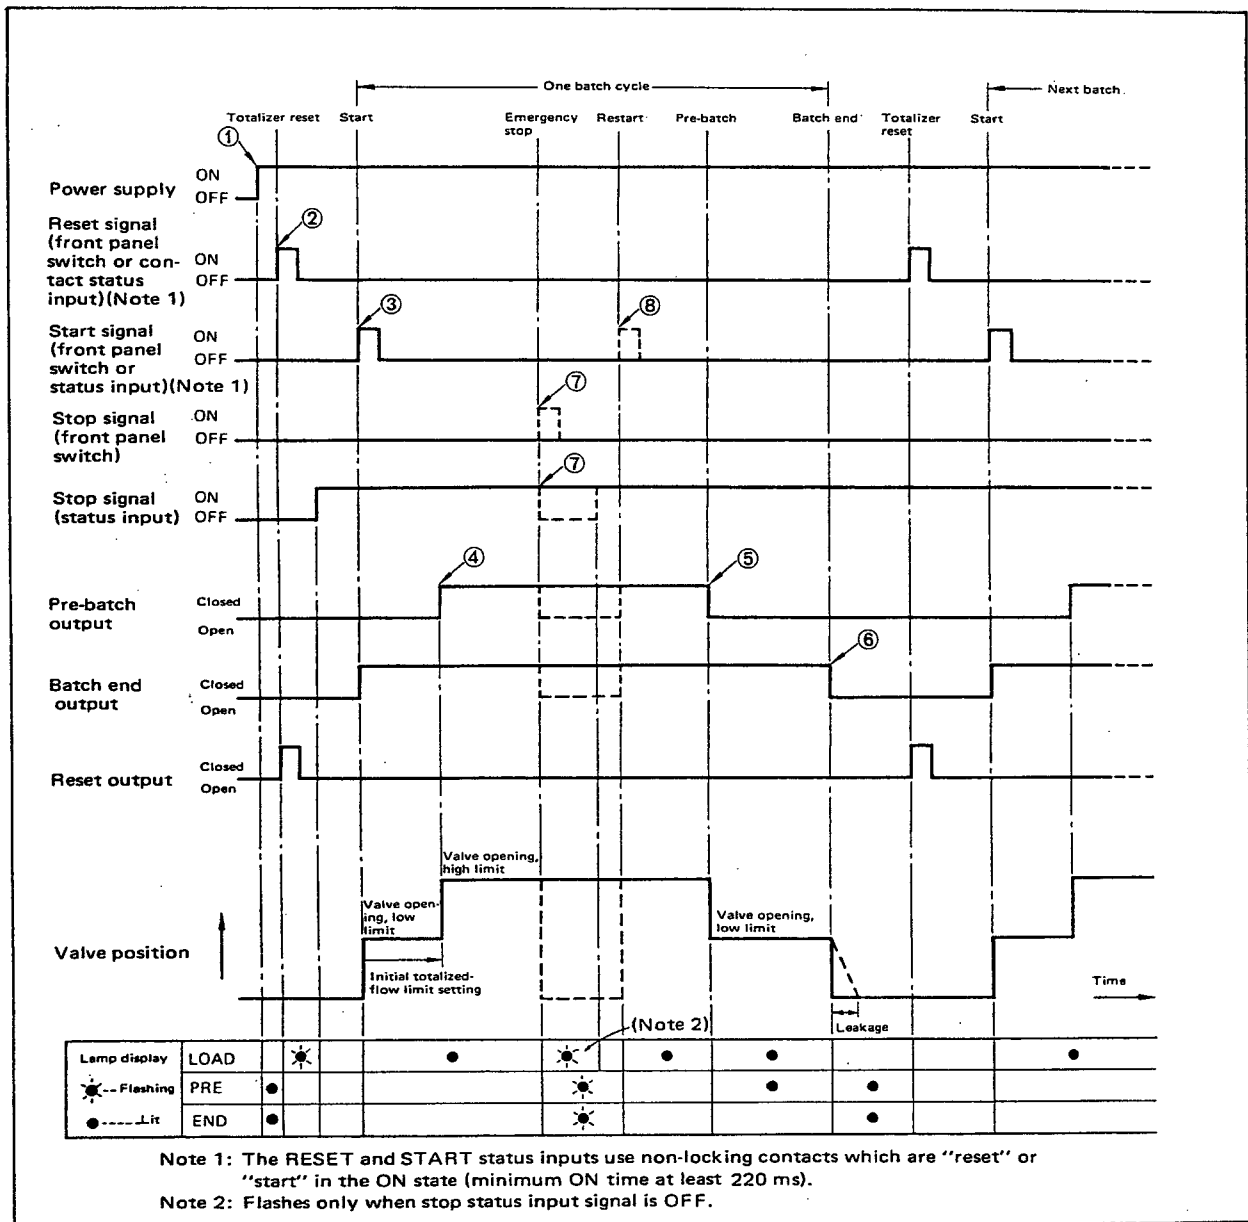 One batch cycle
Next batch
Totalizer reset
Start
Emergency
stop
Restart
Pre-batch
Batch end
Totalizer
reset
Start
①
Power supply
ON
OFF
Reset signal
(front panel
switch or con-
tact status
input)(Note 1)
ON
OFF
②
Start signal
(front panel
switch or
status input)(Note 1)
ON
OFF
③
⑧
Stop signal
(front panel
switch)
ON
OFF
⑦
Stop signal
(status input)
ON
OFF
⑦
Pre-batch
output
Closed
Open
④
⑤
Batch end
output
Closed
Open
⑥
Reset output
Closed
Open
Valve position
Valve open-
ing, low
limit
Valve opening,
high limit
Initial totalized-
flow limit setting
Valve opening,
low limit
Time
Leakage
(Note 2)
Lamp display
--Flashing
-----Lit
LOAD
PRE
END
Note 1: The RESET and START status inputs use non-locking contacts which are "reset" or
"start" in the ON state (minimum ON time at least 220 ms).
Note 2: Flashes only when stop status input signal is OFF.